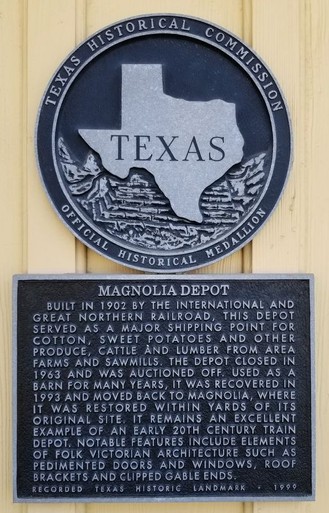 TEXAS HISTORICAL COMMISSION
TEXAS
OFFICIAL HISTORICAL MEDALLION
MAGNOLIA DEPOT
BUILT IN 1902 BY THE INTERNATIONAL AND
GREAT NORTHERN RAILROAD, THIS DEPOT
SERVED AS A MAJOR SHIPPING POINT FOR
COTTON, SWEET POTATOES AND OTHER
PRODUCE, CATTLE AND LUMBER FROM AREA
FARMS AND SAWMILLS. THE DEPOT CLOSED IN
1963 AND WAS AUCTIONED OFF. USED AS A
BARN FOR MANY YEARS, IT WAS RECOVERED IN
1993 AND MOVED BACK TO MAGNOLIA, WHERE
IT WAS RESTORED WITHIN YARDS OF ITS
ORIGINAL SITE. IT REMAINS AN EXCELLENT
EXAMPLE OF AN EARLY 20TH CENTURY TRAIN
DEPOT. NOTABLE FEATURES INCLUDE ELEMENTS
OF FOLK VICTORIAN ARCHITECTURE SUCH AS
PEDIMENTED DOORS AND WINDOWS, ROOF
BRACKETS AND CLIPPED GABLE ENDS.
RECORDED TEXAS HISTORIC LANDMARK • 1999